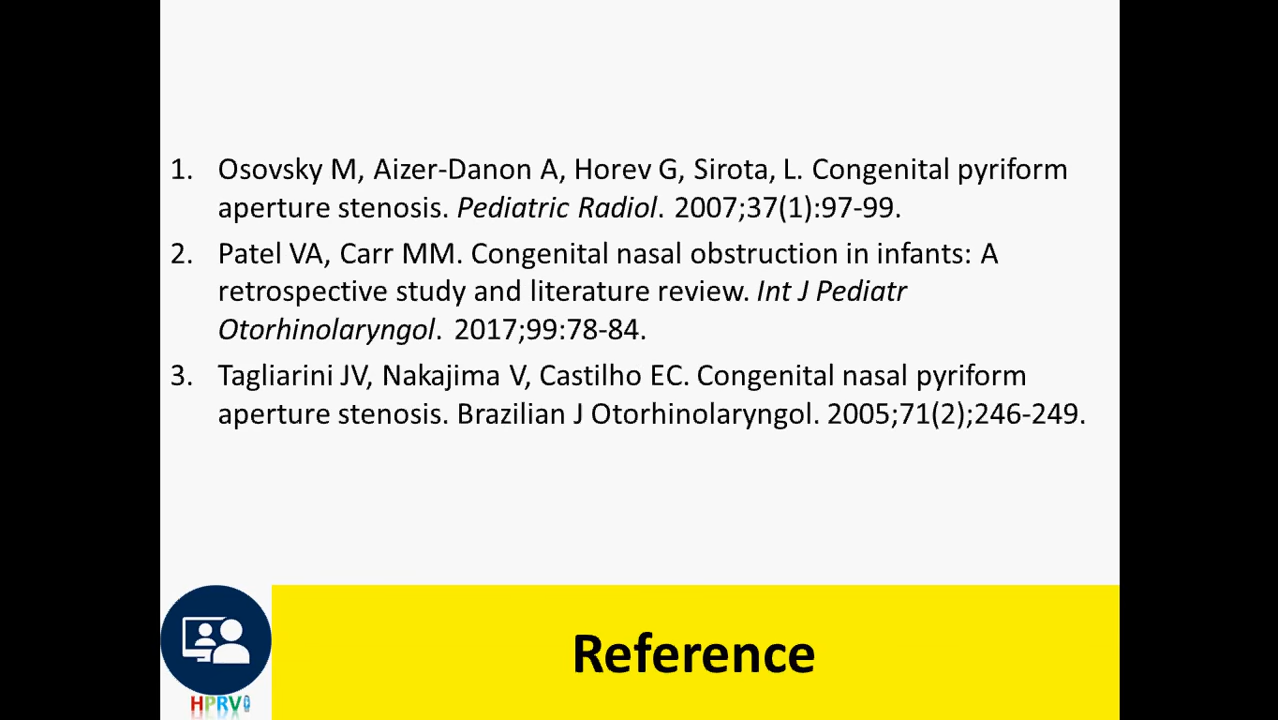 1. Osovsky M, Aizer-Danon A, Horev G, Sirota, L. Congenital pyriform
aperture stenosis. Pediatric Radiol. 2007;37(1):97-99.
2. Patel VA, Carr MM. Congenital nasal obstruction in infants: A
retrospective study and literature review. Int J Pediatr
Otorhinolaryngol. 2017;99:78-84.
3. Tagliarini JV, Nakajima V, Castilho EC. Congenital nasal pyriform
aperture stenosis. Brazilian J Otorhinolaryngol. 2005;71(2);246-249.
Reference
HPRV